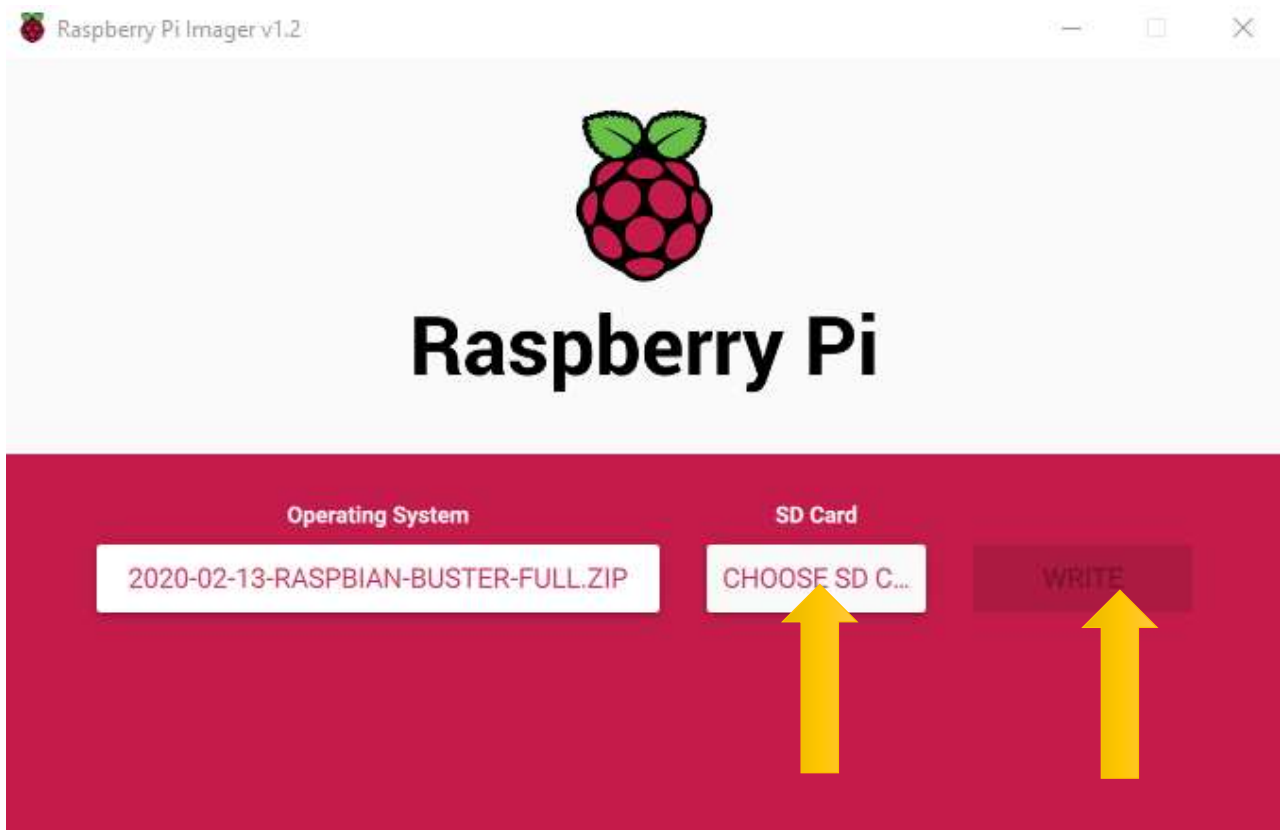 Raspberry Pi Imager v1.2
Raspberry Pi
Operating System
SD Card
2020-02-13-RASPBIAN-BUSTER-FULL.ZIP
CHOOSE SD C...
WRITE